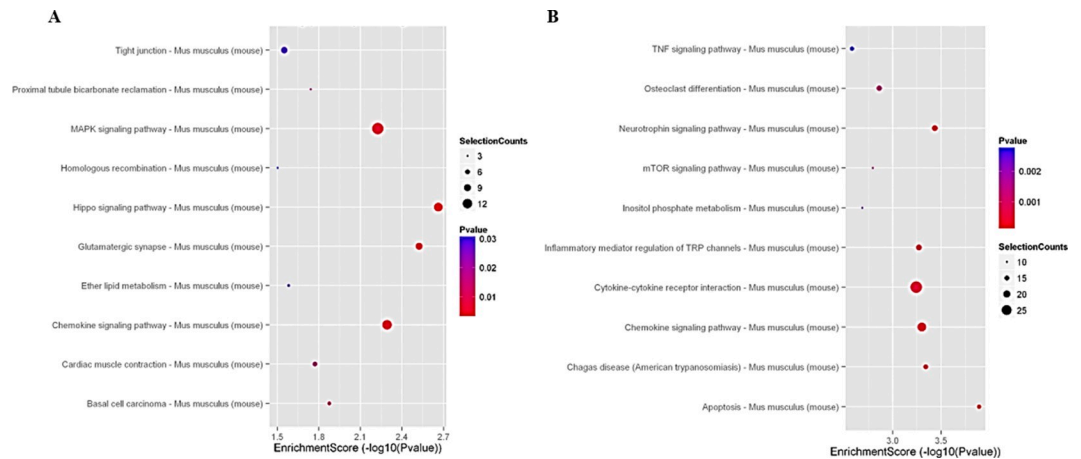 A
Tight junction - Mus musculus (mouse)
Proximal tubule bicarbonate reclamation - Mus musculus (mouse)
MAPK signaling pathway - Mus musculus (mouse)
Homologous recombination - Mus musculus (mouse)
Hippo signaling pathway - Mus musculus (mouse)
Glutamatergic synapse - Mus musculus (mouse)
Ether lipid metabolism - Mus musculus (mouse)
Chemokine signaling pathway - Mus musculus (mouse)
Cardiac muscle contraction - Mus musculus (mouse)
Basal cell carcinoma - Mus musculus (mouse)
1.5 1.8 2.1 2.4 2.7
EnrichmentScore (-log10(Pvalue))
SelectionCounts
3
6
9
12
Pvalue
0.03
0.02
0.01
B
TNF signaling pathway - Mus musculus (mouse)
Osteoclast differentiation - Mus musculus (mouse)
Neurotrophin signaling pathway - Mus musculus (mouse)
mTOR signaling pathway - Mus musculus (mouse)
Inositol phosphate metabolism - Mus musculus (mouse)
Inflammatory mediator regulation of TRP channels - Mus musculus (mouse)
Cytokine-cytokine receptor interaction - Mus musculus (mouse)
Chemokine signaling pathway - Mus musculus (mouse)
Chagas disease (American trypanosomiasis) - Mus musculus (mouse)
Apoptosis - Mus musculus (mouse)
3.0 3.5
EnrichmentScore (-log10(Pvalue))
Pvalue
0.002
0.001
SelectionCounts
10
15
20
25